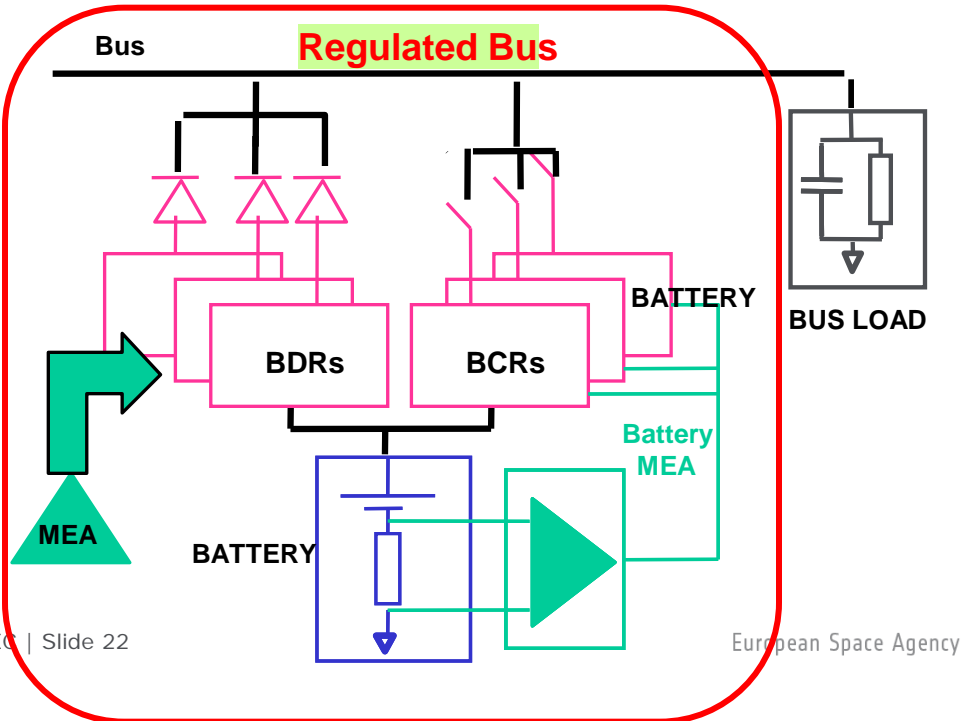 Bus
Regulated Bus
BATTERY
BUS LOAD
BDRs
BCRs
Battery
MEA
MEA
BATTERY
| Slide 22
European Space Agency